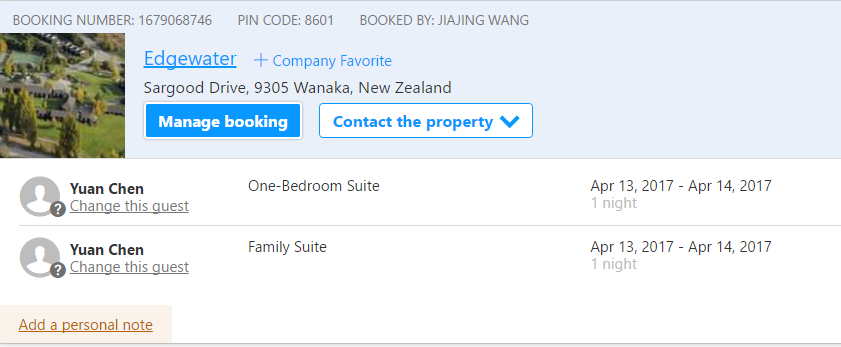 BOOKING NUMBER: 1679068746 PIN CODE: 8601 BOOKED BY: JIAJING WANG
Edgewater + Company Favorite
Sargood Drive, 9305 Wanaka, New Zealand
Manage booking Contact the property
Yuan Chen One-Bedroom Suite Apr 13, 2017 - Apr 14, 2017
? Change this guest 1 night
Yuan Chen Family Suite Apr 13, 2017 - Apr 14, 2017
? Change this guest 1 night
Add a personal note